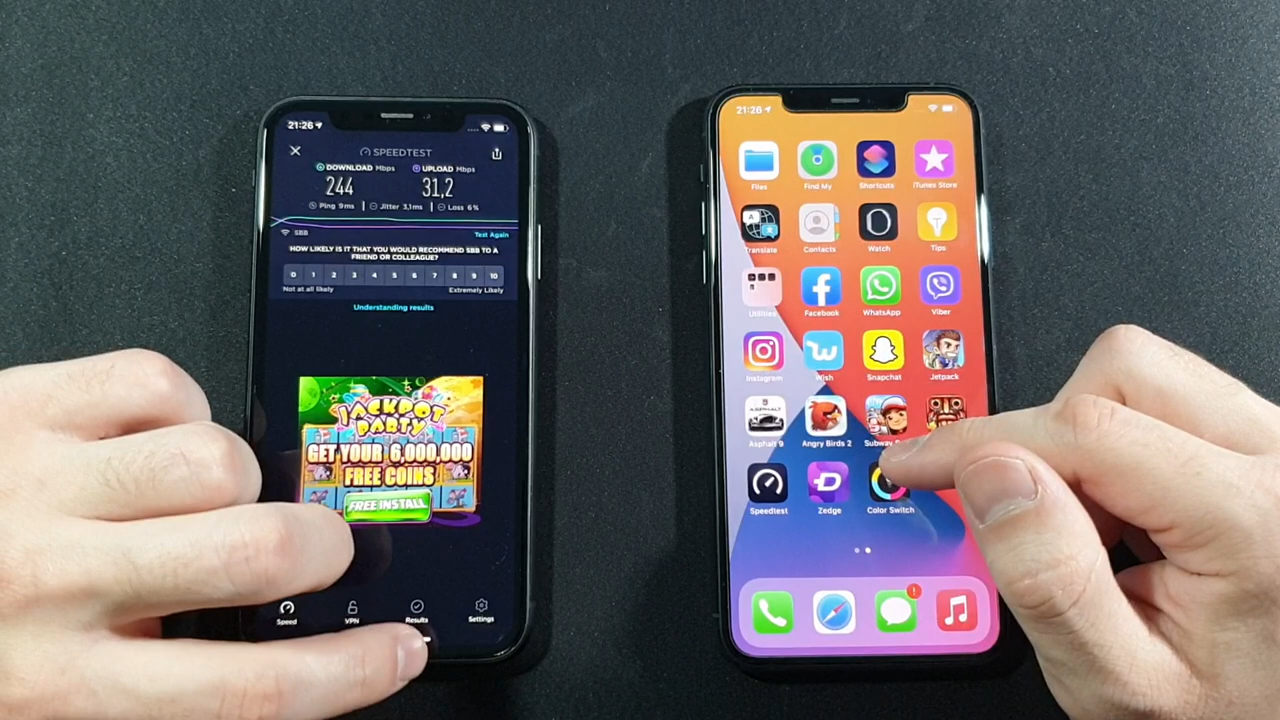 21:26
SPEEDTEST
DOWNLOAD Mbps
UPLOAD Mbps
244
31,2
Ping 9ms
Jitter 3,1ms
Loss 6%
SBB
Test Again
HOW LIKELY IS IT THAT YOU WOULD RECOMMEND SBB TO A
FRIEND OR COLLEAGUE?
0 1 2 3 4 5 6 7 8 9 10
Not at all likely
Extremely Likely
Understanding results
JACKPOT
PARTY
GET YOUR 6,000,000
FREE COINS
FREE INSTALL
Speed
VPN
Results
Settings
21:26
Files
Find My
Shortcuts
iTunes Store
Translate
Contacts
Watch
Tips
Utilities
Facebook
WhatsApp
Viber
Instagram
Wish
Snapchat
Jetpack
ASPHALT
Asphalt 9
Angry Birds 2
Subway
Speedtest
Zedge
Color Switch